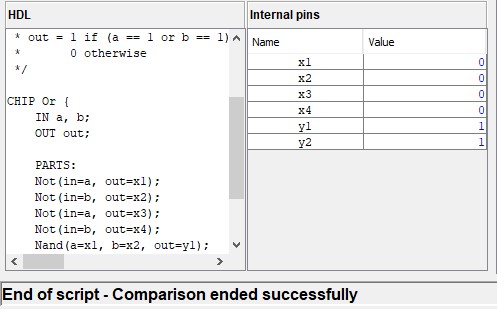 HDL
* out = 1 if (a == 1 or b == 1)
* 0 otherwise
*/
CHIP Or {
IN a, b;
OUT out;
PARTS:
Not(in=a, out=x1);
Not(in=b, out=x2);
Not(in=a, out=x3);
Not(in=b, out=x4);
Nand(a=x1, b=x2, out=y1);
Internal pins
Name Value
x1 0
x2 0
x3 0
x4 0
y1 1
y2 1
End of script - Comparison ended successfully